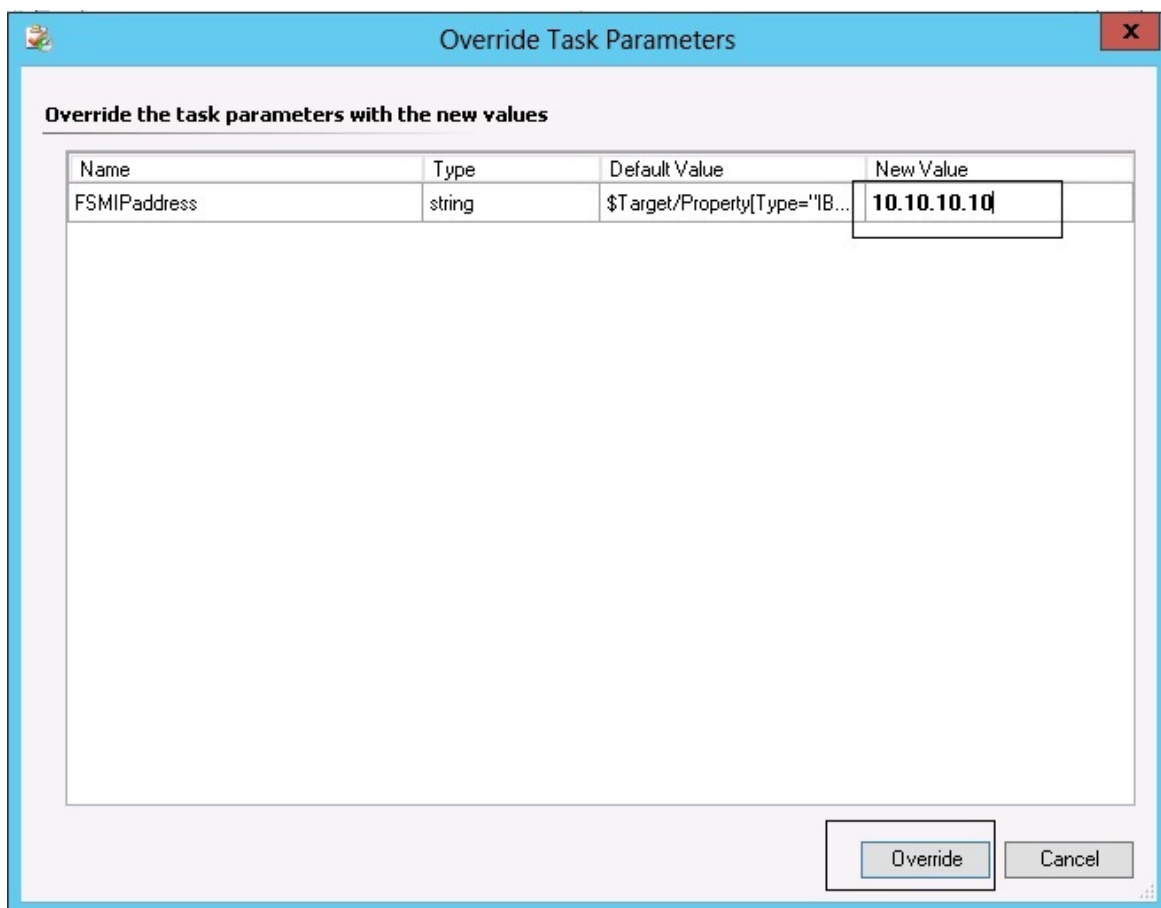 Override Task Parameters
x
Override the task parameters with the new values
Name Type Default Value New Value
FSMIPaddress string $Target/Property[Type="IB... 10.10.10.10
Override Cancel